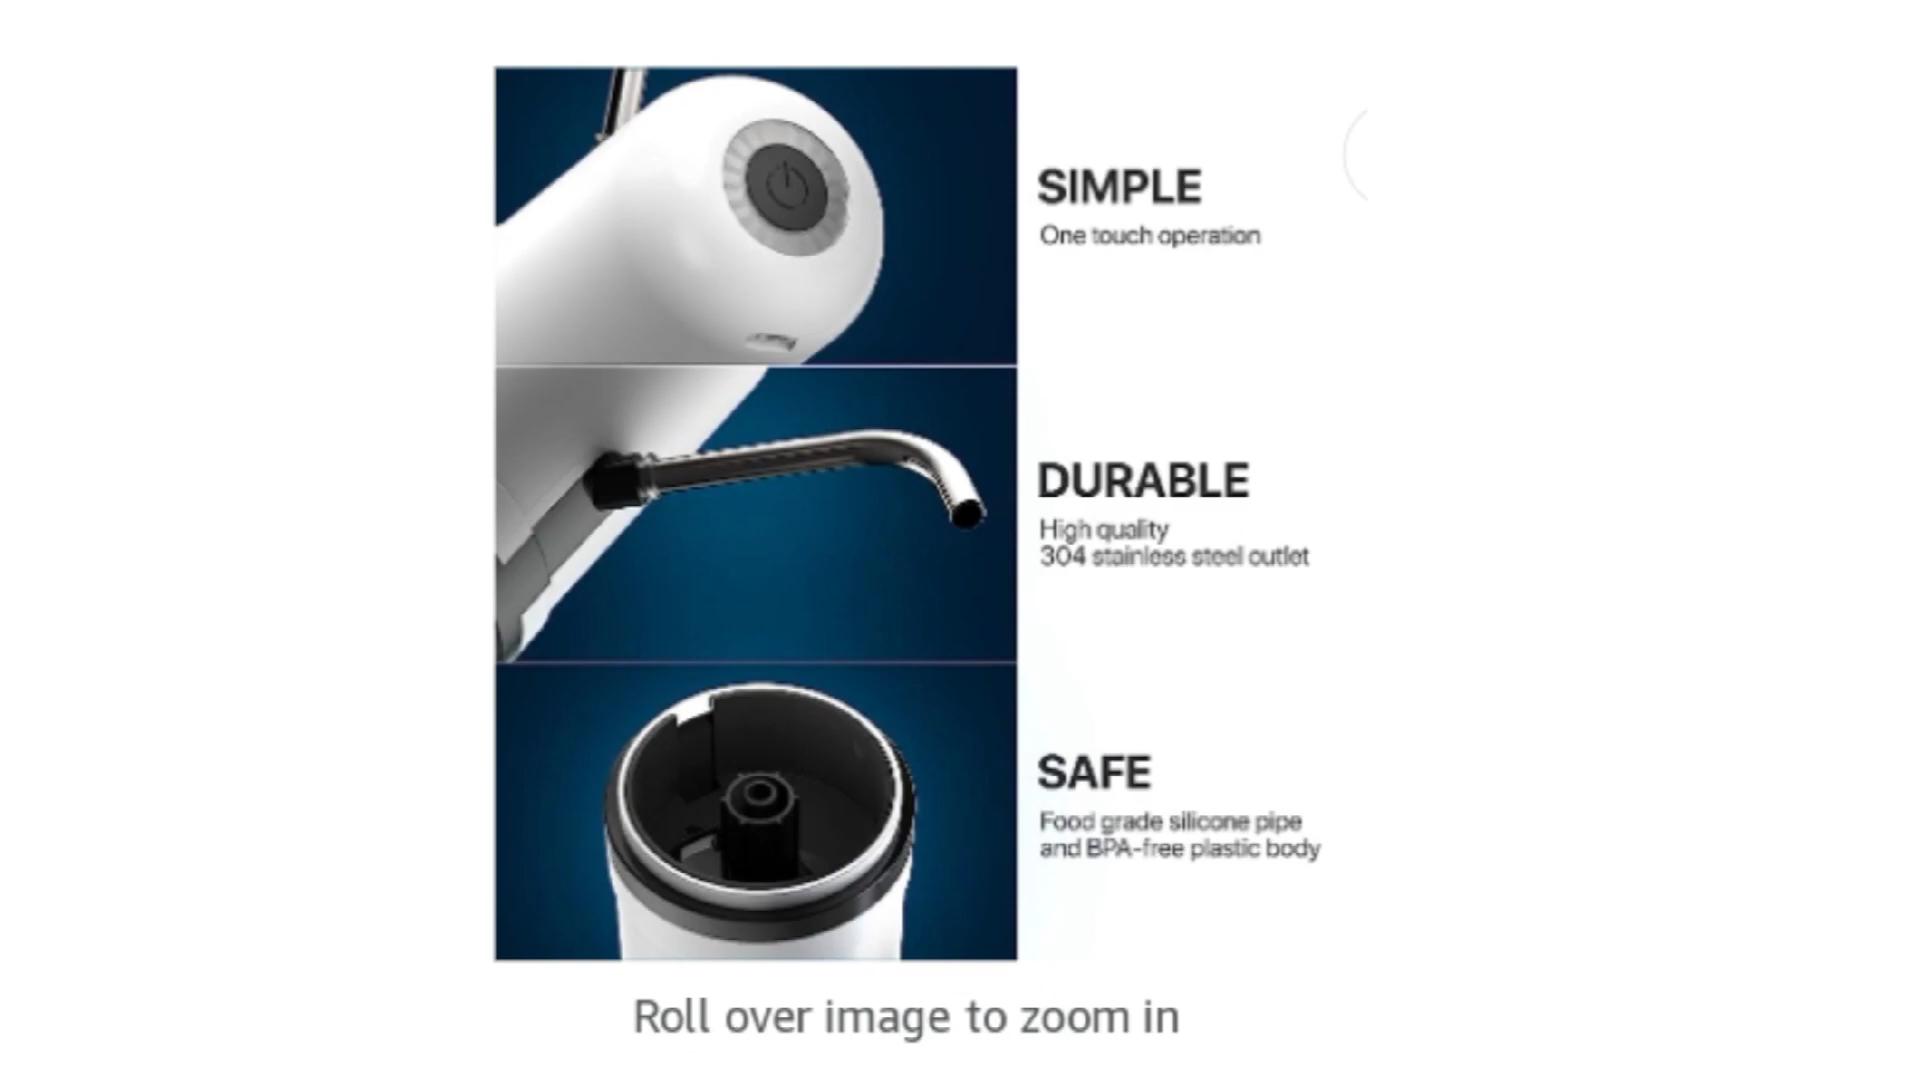 SIMPLE
One touch operation
DURABLE
High quality
304 stainless steel outlet
SAFE
Food grade silicone pipe
and BPA-free plastic body
Roll over image to zoom in